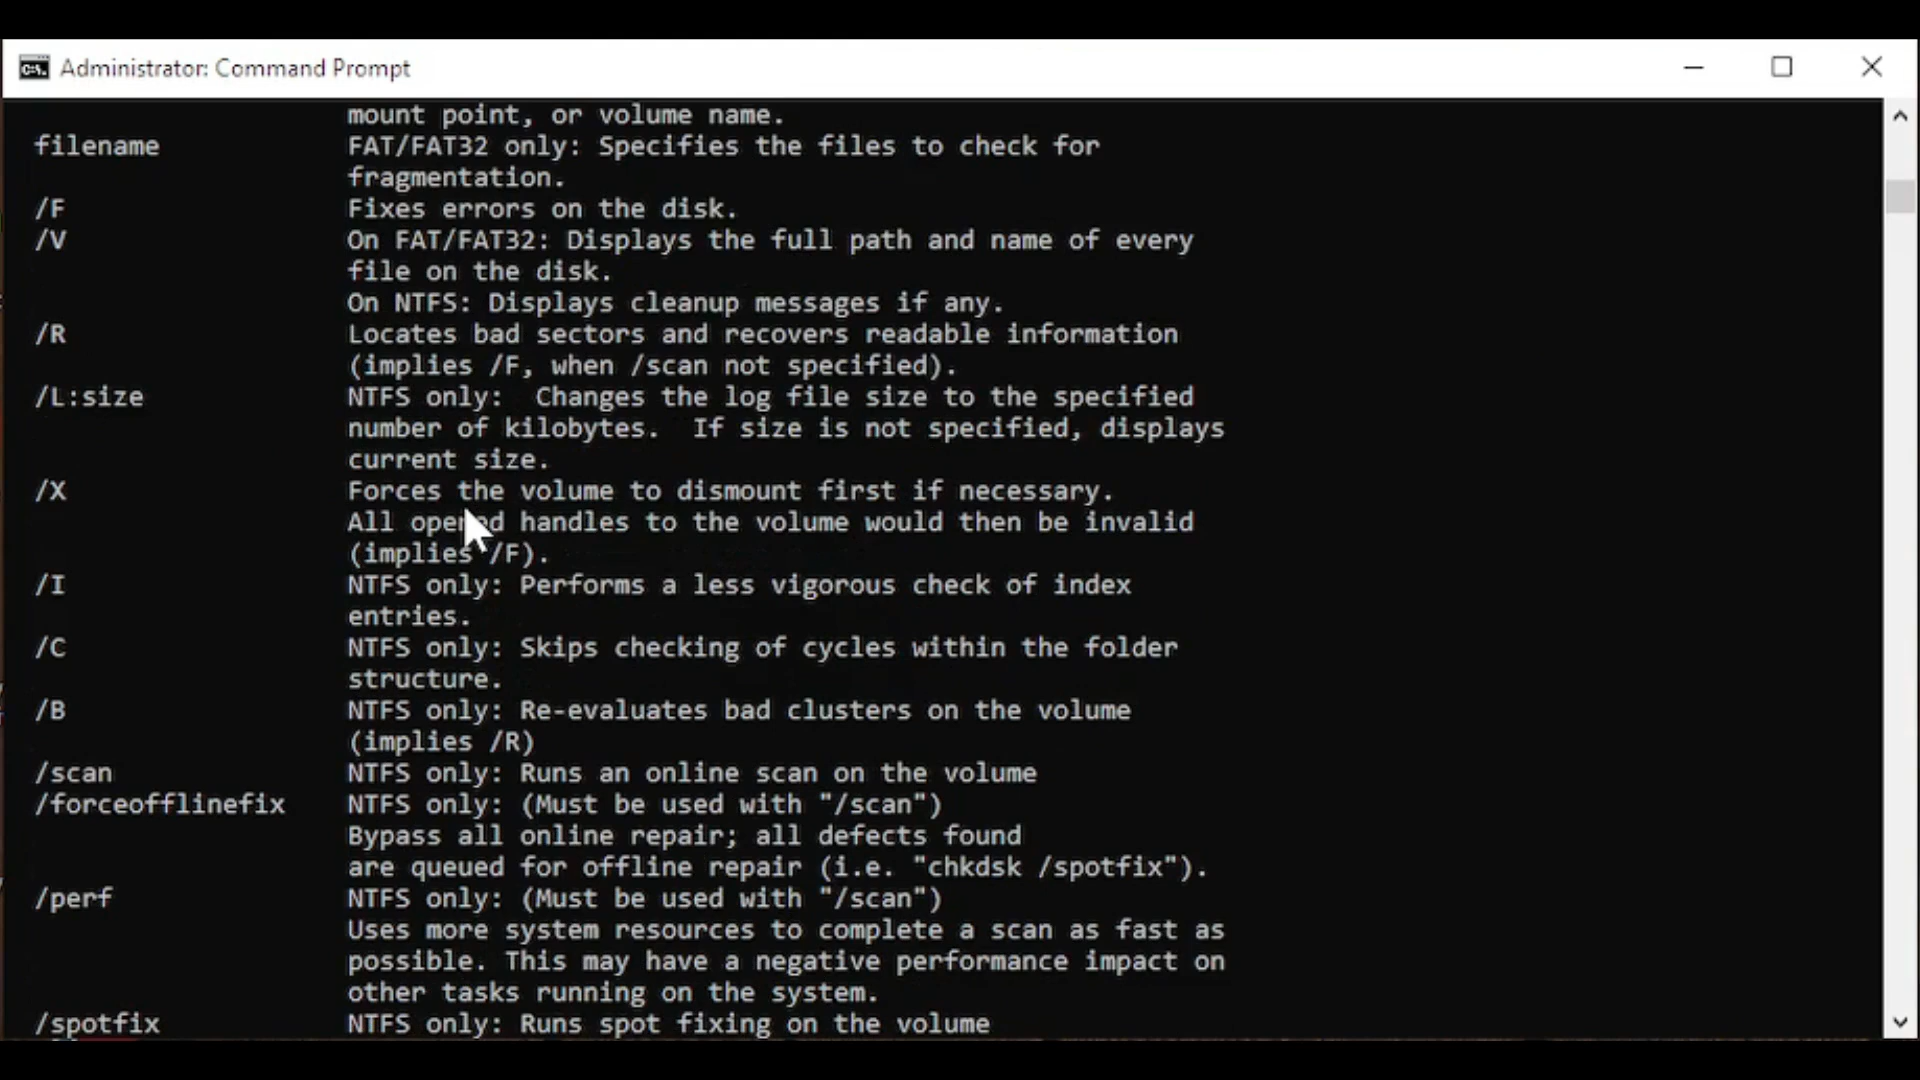 Administrator: Command Prompt
mount point, or volume name.
filename FAT/FAT32 only: Specifies the files to check for
fragmentation.
/F Fixes errors on the disk.
/V On FAT/FAT32: Displays the full path and name of every
file on the disk.
On NTFS: Displays cleanup messages if any.
/R Locates bad sectors and recovers readable information
(implies /F, when /scan not specified).
/L:size NTFS only:  Changes the log file size to the specified
number of kilobytes.  If size is not specified, displays
current size.
/X Forces the volume to dismount first if necessary.
All opened handles to the volume would then be invalid
(implies /F).
/I NTFS only: Performs a less vigorous check of index
entries.
/C NTFS only: Skips checking of cycles within the folder
structure.
/B NTFS only: Re-evaluates bad clusters on the volume
(implies /R)
/scan NTFS only: Runs an online scan on the volume
/forceofflinefix NTFS only: (Must be used with "/scan")
Bypass all online repair; all defects found
are queued for offline repair (i.e. "chkdsk /spotfix").
/perf NTFS only: (Must be used with "/scan")
Uses more system resources to complete a scan as fast as
possible. This may have a negative performance impact on
other tasks running on the system.
/spotfix NTFS only: Runs spot fixing on the volume